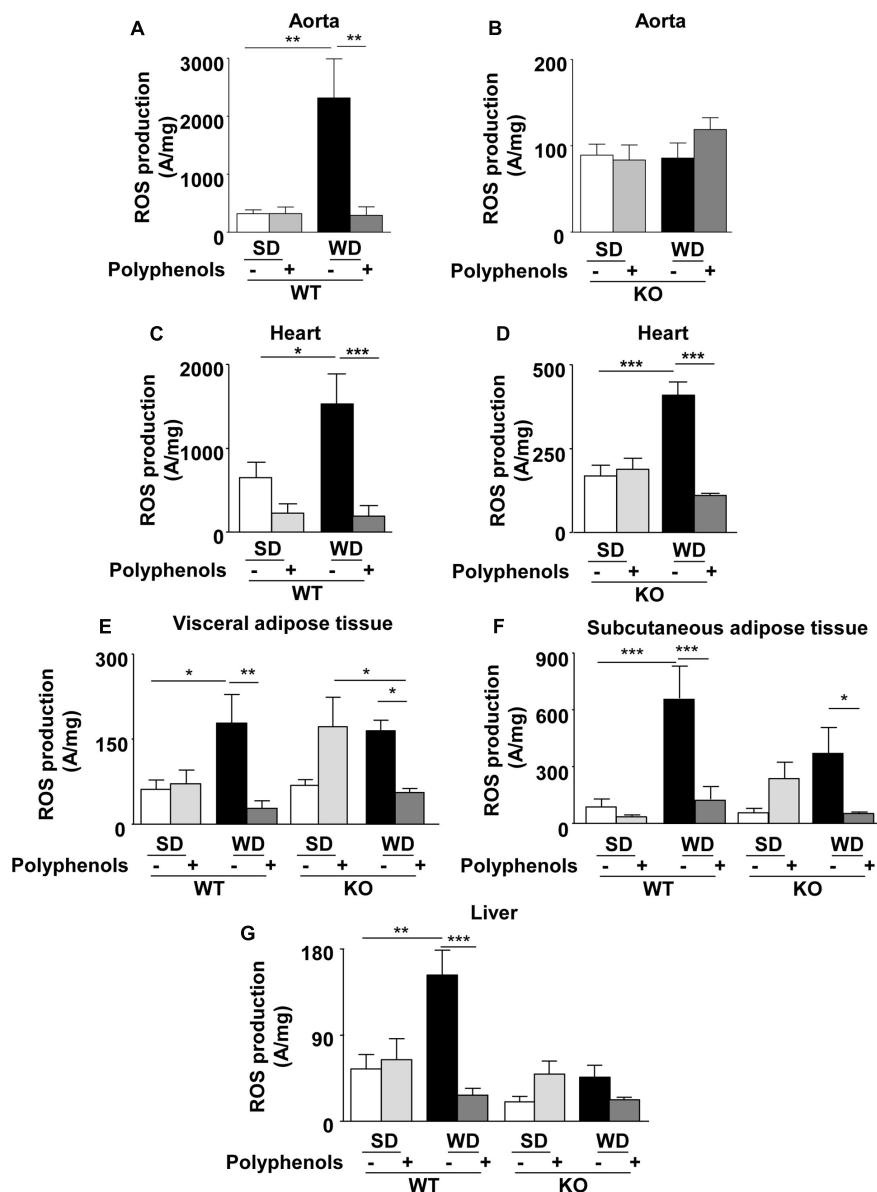 A
Aorta
** **
ROS production
(A/mg)
3000
2000
1000
0
SD WD
Polyphenols - + - +
WT
B
Aorta
ROS production
(A/mg)
200
100
0
SD WD
Polyphenols - + - +
KO
C
Heart
* ***
ROS production
(A/mg)
2000
1000
0
SD WD
Polyphenols - + - +
WT
D
Heart
*** ***
ROS production
(A/mg)
500
250
0
SD WD
Polyphenols - + - +
KO
E
Visceral adipose tissue
* ** * *
ROS production
(A/mg)
300
150
0
SD WD SD WD
Polyphenols - + - + - + - +
WT KO
F
Subcutaneous adipose tissue
*** *** *
ROS production
(A/mg)
900
600
300
0
SD WD SD WD
Polyphenols - + - + - + - +
WT KO
G
Liver
** ***
ROS production
(A/mg)
180
90
0
SD WD SD WD
Polyphenols - + - + - + - +
WT KO